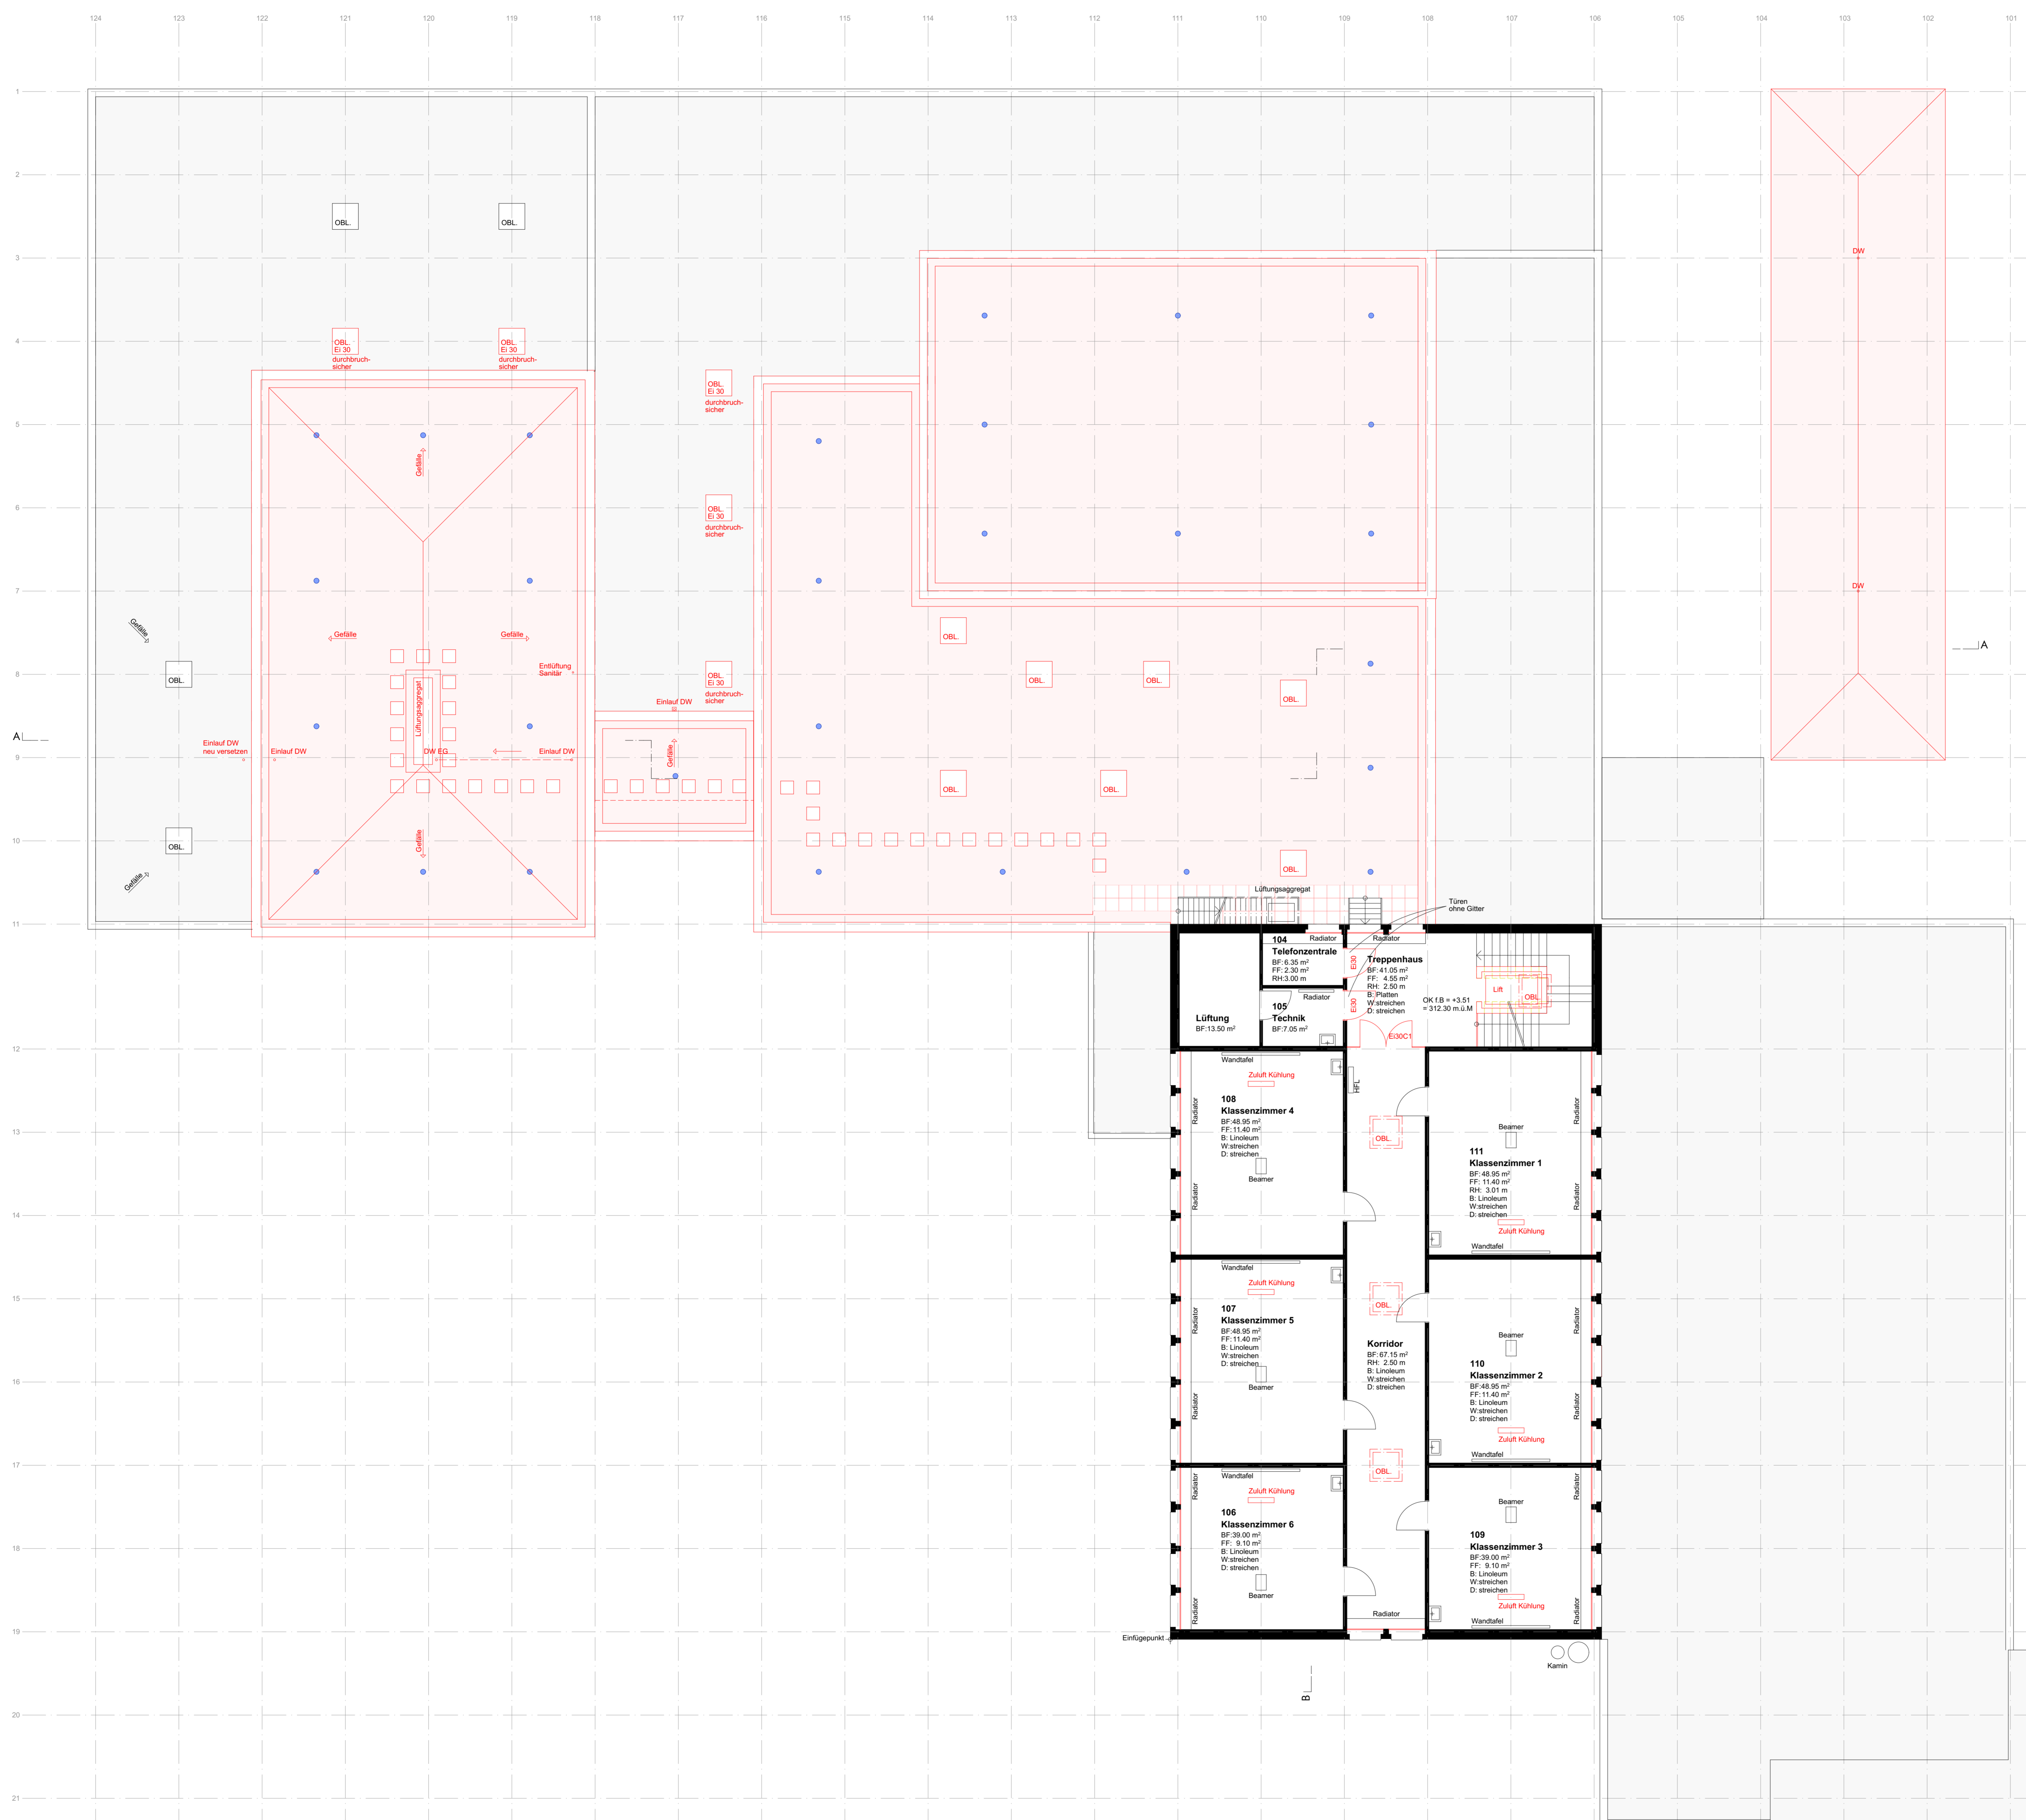 124 123 122 121 120 119 118 117 116 115 114 113 112 111 110 109 108 107 106 105 104 103 102 101
1
2
OBL.
OBL.
3
DW
4
OBL.
Ei 30
durchbruch-
sicher
OBL.
Ei 30
durchbruch-
sicher
OBL.
Ei 30
durchbruch-
sicher
5
Gefälle
6
OBL.
Ei 30
durchbruch-
sicher
7
DW
Gefälle
Gefälle
Gefälle
OBL.
A
8
OBL.
Entlüftung
Sanitär
OBL.
Ei 30
durchbruch-
sicher
OBL.
OBL.
OBL.
Lüftungsaggregat
Einlauf DW
A
Einlauf DW
neu versetzen
Einlauf DW
DW EG
Einlauf DW
Gefälle
9
OBL.
OBL.
10
OBL.
Gefälle
Gefälle
OBL.
Lüftungsaggregat
Türen
ohne Gitter
11
104
Telefonzentrale
BF: 6.35 m²
FF: 2.30 m²
RH:3.00 m
Radiator
Radiator
Ei30
Treppenhaus
BF: 41.05 m²
FF: 4.55 m²
RH: 2.50 m
B: Platten
W:streichen
D: streichen
OK f.B = +3.51
= 312.30 m.ü.M
Lift
OBL.
Radiator
105
Technik
BF:7.05 m²
Ei30
Lüftung
BF:13.50 m²
Ei30C1
12
Wandtafel
Zuluft Kühlung
HFL
Radiator
108
Klassenzimmer 4
BF:48.95 m²
FF: 11.40 m²
B: Linoleum
W:streichen
D: streichen
Beamer
Radiator
13
OBL.
Beamer
Radiator
111
Klassenzimmer 1
BF: 48.95 m²
FF: 11.40 m²
RH: 3.01 m
B: Linoleum
W:streichen
D: streichen
Radiator
Zuluft Kühlung
Wandtafel
14
Wandtafel
Zuluft Kühlung
15
OBL.
Radiator
107
Klassenzimmer 5
BF:48.95 m²
FF: 11.40 m²
B: Linoleum
W:streichen
D: streichen
Beamer
Radiator
Korridor
BF: 67.15 m²
RH: 2.50 m
B: Linoleum
W:streichen
D: streichen
Beamer
Radiator
110
Klassenzimmer 2
BF:48.95 m²
FF: 11.40 m²
B: Linoleum
W:streichen
D: streichen
Radiator
Zuluft Kühlung
Wandtafel
16
17
OBL.
Wandtafel
Zuluft Kühlung
Radiator
106
Klassenzimmer 6
BF:39.00 m²
FF: 9.10 m²
B: Linoleum
W:streichen
D: streichen
Beamer
Radiator
Beamer
Radiator
109
Klassenzimmer 3
BF:39.00 m²
FF: 9.10 m²
B: Linoleum
W:streichen
D: streichen
Zuluft Kühlung
Radiator
Wandtafel
18
Radiator
19
Einfügepunkt
Kamin
B
20
21